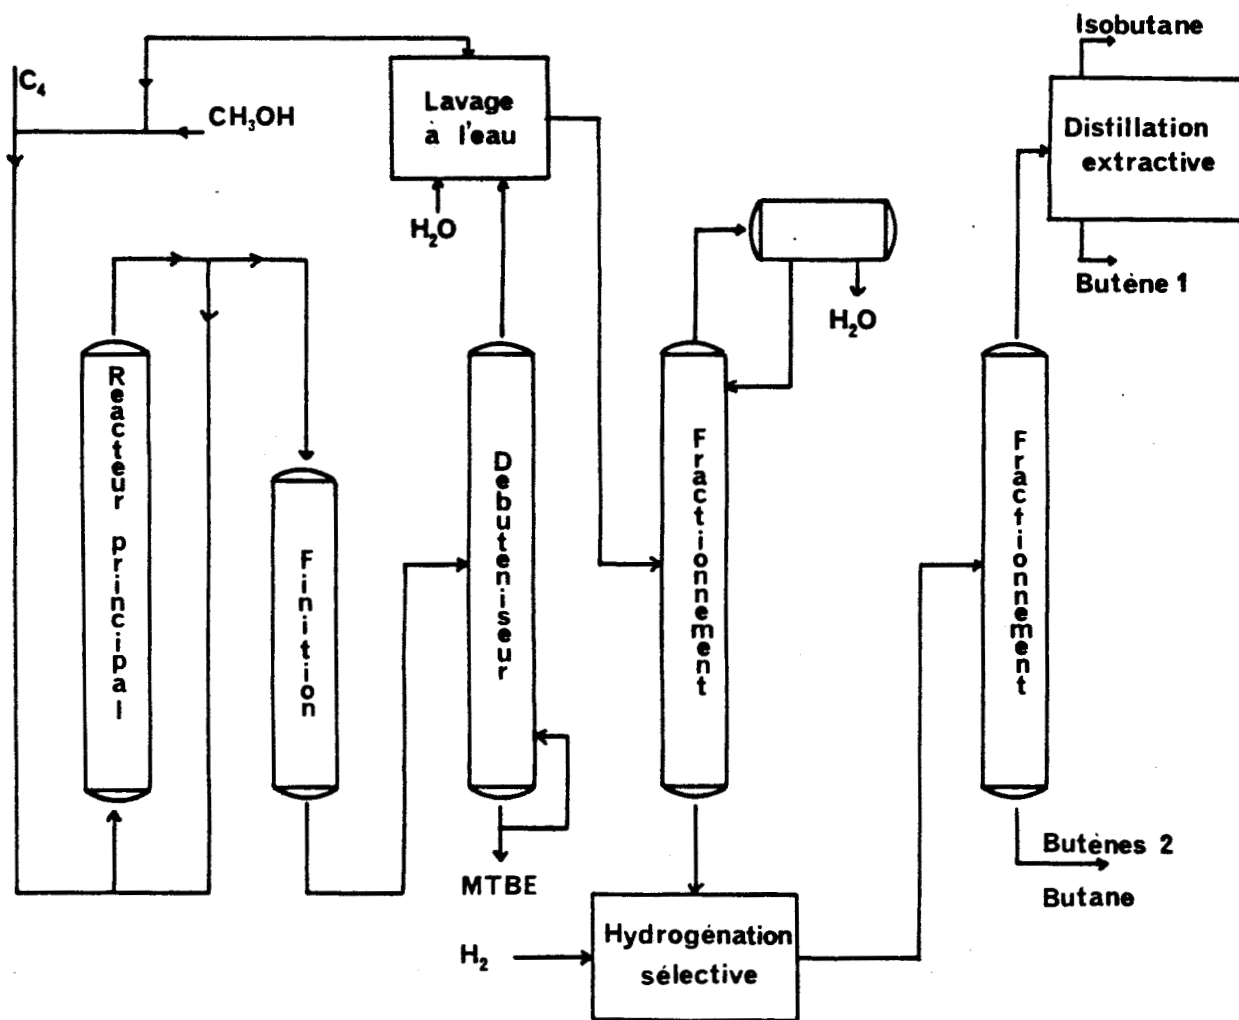 Isobutane
C₄
CH₃OH
Lavage
à l'eau
Distillation
extractive
H₂O
Butène 1
H₂O
Reacteur principal
Finition
Debuteniseur
Fractionnement
Fractionnement
MTBE
Butènes 2
Butane
H₂
Hydrogénation
sélective